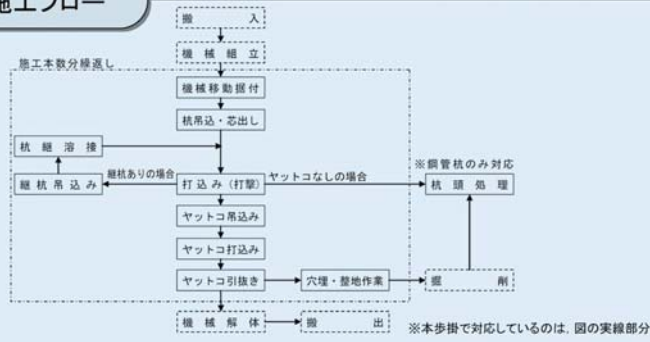 施工フロー
搬 入
機 械 組 立
施工本数分繰返し
機械移動据付
杭吊込・芯出し
杭 継 溶 接
継杭吊込み
継杭ありの場合
打込み（打撃）
ヤットコなしの場合
※鋼管杭のみ対応
杭 頭 処 理
ヤットコ吊込み
ヤットコ打込み
ヤットコ引抜き
穴埋・整地作業
掘 削
機 械 解 体
搬 出
※本歩掛で対応しているのは，図の実線部分